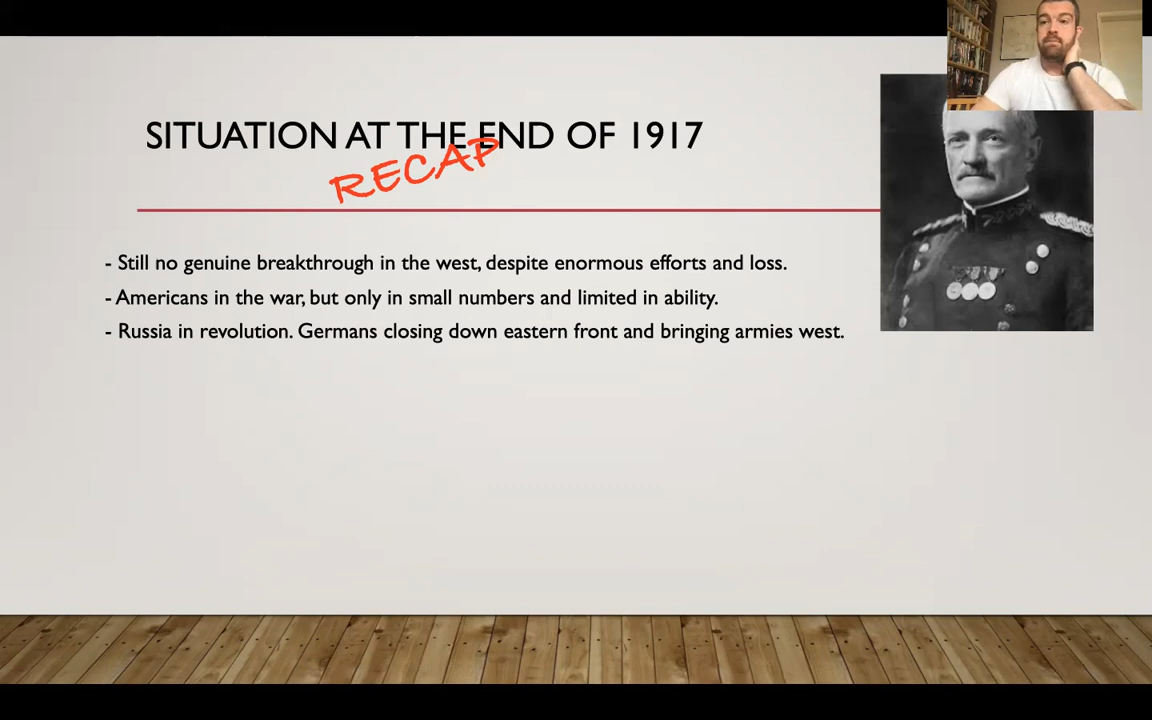 SITUATION AT THE END OF 1917
RECAP
- Still no genuine breakthrough in the west, despite enormous efforts and loss.
- Americans in the war, but only in small numbers and limited in ability.
- Russia in revolution. Germans closing down eastern front and bringing armies west.